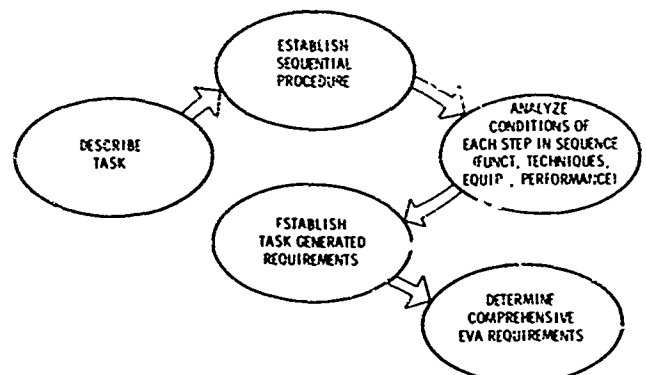 DESCRIBE
TASK
ESTABLISH
SEQUENTIAL
PROCEDURE
ANALYZE
CONDITIONS OF
EACH STEP IN SEQUENCE
(FUNCT, TECHNIQUES,
EQUIP., PERFORMANCE)
ESTABLISH
TASK GENERATED
REQUIREMENTS
DETERMINE
COMPREHENSIVE
EVA REQUIREMENTS